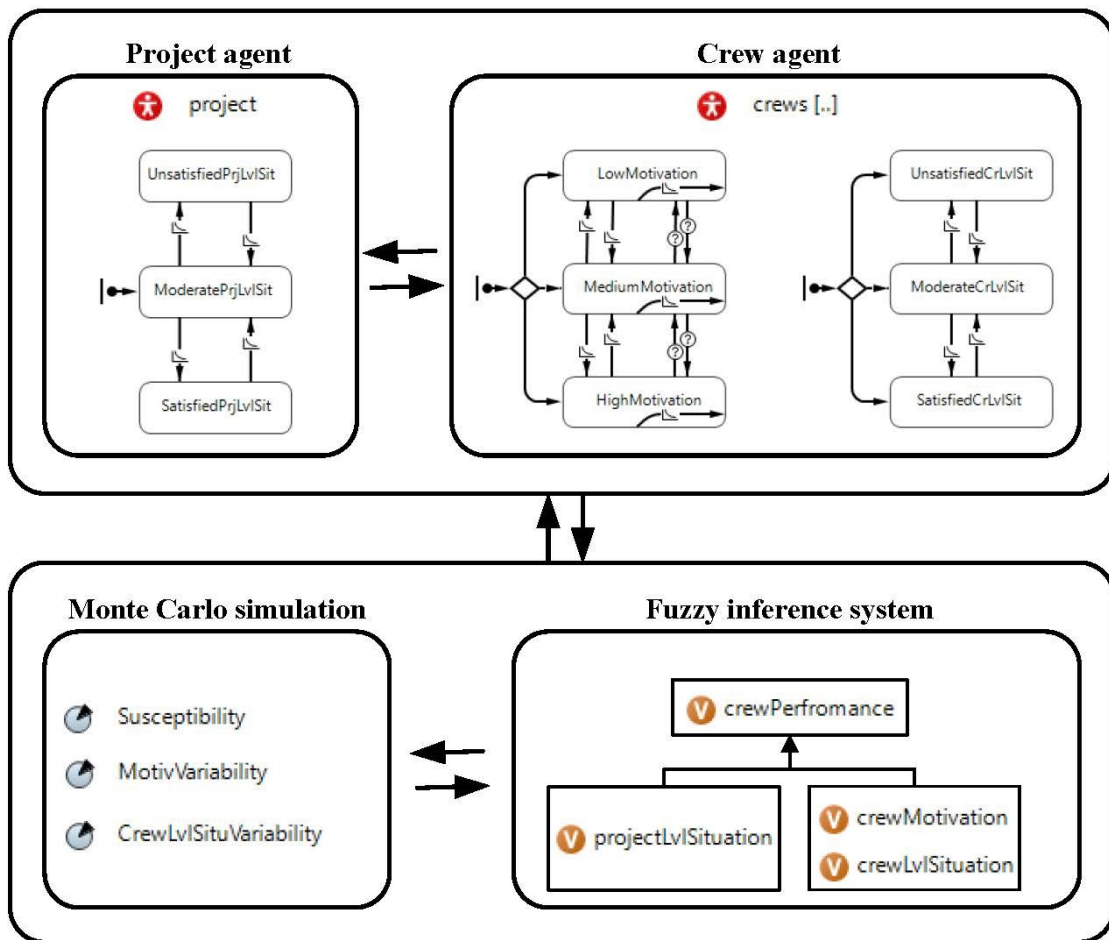 Project agent
project
UnsatisfiedPrjLvlSit
ModeratePrjLvlSit
SatisfiedPrjLvlSit
Crew agent
crews [..]
LowMotivation
? ?
MediumMotivation
? ?
HighMotivation
UnsatisfiedCrLvlSit
ModerateCrLvlSit
SatisfiedCrLvlSit
Monte Carlo simulation
Susceptibility
MotivVariability
CrewLvlSituVariability
Fuzzy inference system
V crewPerfromance
V projectLvlSituation
V crewMotivation
V crewLvlSituation